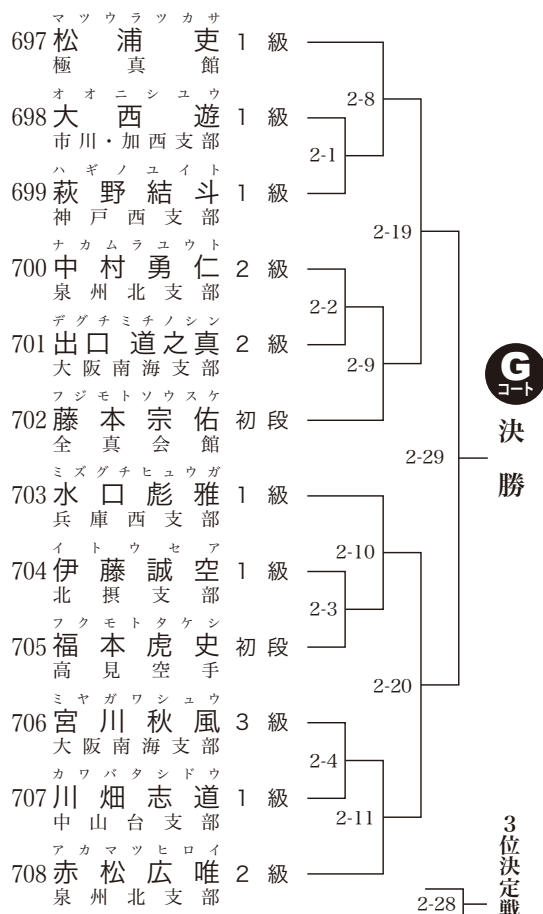 マツウラツカサ
697 松浦吏 1級
極真館
オオニシユウ
698 大西遊 1級
市川・加西支部
ハギノユイト
699 萩野結斗 1級
神戸西支部
ナカムラユウト
700 中村勇仁 2級
泉州北支部
デグチミチノシン
701 出口道之真 2級
大阪南海支部
フジモトソウスケ
702 藤本宗佑 初段
全真会館
ミズグチヒュウガ
703 水口彪雅 1級
兵庫西支部
イトウセア
704 伊藤誠空 1級
北摂支部
フクモトタケシ
705 福本虎史 初段
高見空手
ミヤガワシュウ
706 宮川秋風 3級
大阪南海支部
カワバタシドウ
707 川畑志道 1級
中山台支部
アカマツヒロイ
708 赤松広唯 2級
泉州北支部
2-8
2-1
2-19
2-2
2-9
2-29
2-10
2-3
2-20
2-4
2-11
2-28
G
コート
決勝
3位決定戦